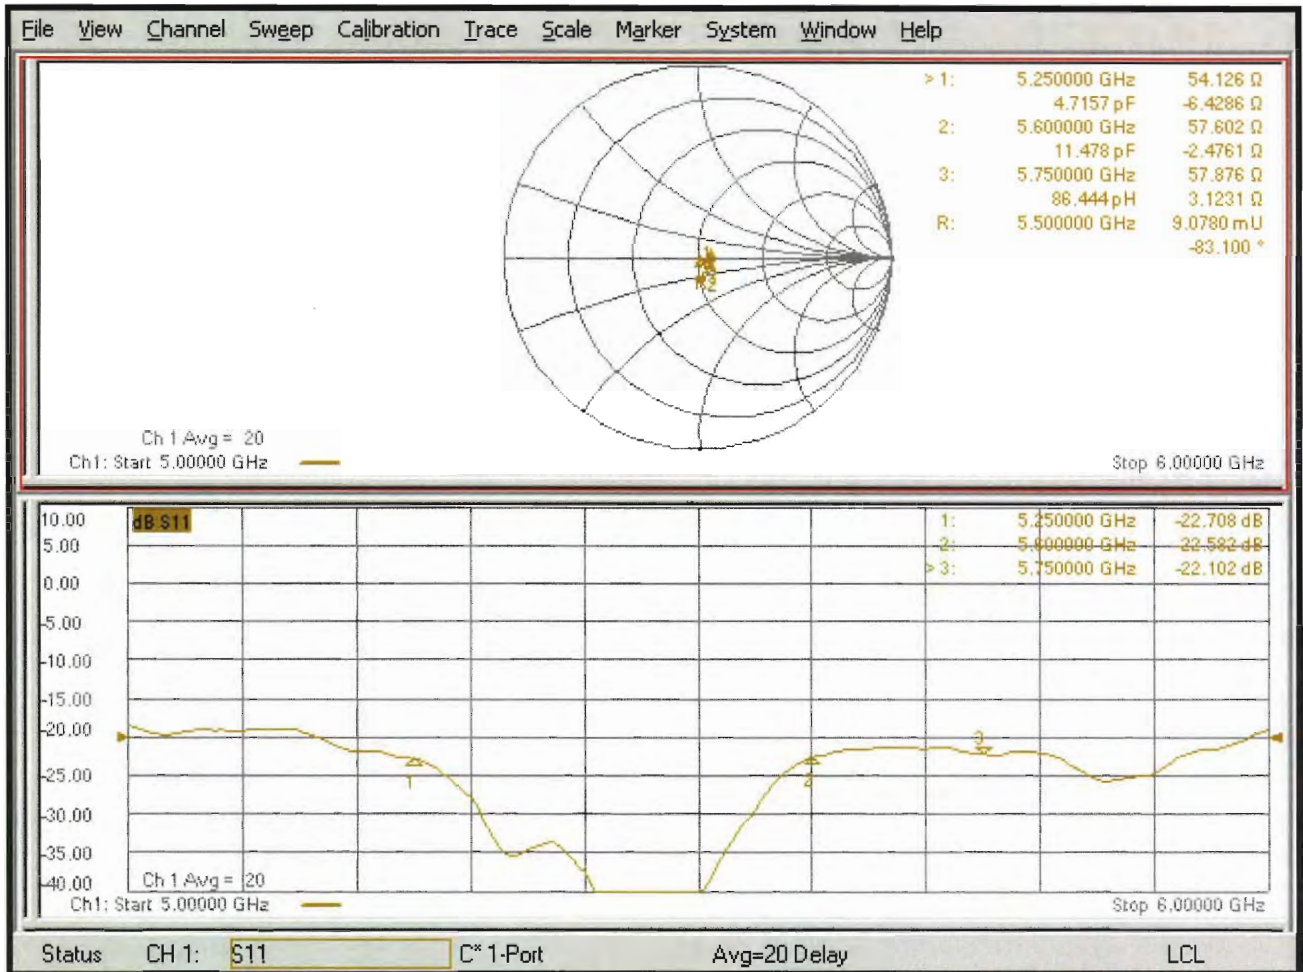 File View Channel Sweep Calibration Trace Scale Marker System Window Help
> 1: 5.250000 GHz 54.126 Ω
4.7157 pF -6.4286 Ω
2: 5.600000 GHz 57.602 Ω
11.478 pF -2.4761 Ω
3: 5.750000 GHz 57.876 Ω
86.444 pH 3.1231 Ω
R: 5.500000 GHz 9.0780 mU
-83.100 °
2
Ch 1 Avg = 20
Ch1: Start 5.00000 GHz
Stop 6.00000 GHz
10.00
dB S11
1: 5.250000 GHz -22.708 dB
5.00
2: 5.600000 GHz -22.582 dB
> 3: 5.750000 GHz -22.102 dB
0.00
-5.00
-10.00
-15.00
-20.00
3
1
2
-25.00
-30.00
-35.00
-40.00
Ch 1 Avg = 20
Ch1: Start 5.00000 GHz
Stop 6.00000 GHz
Status CH 1: S11 C* 1-Port Avg=20 Delay LCL